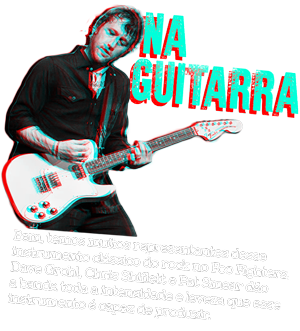 NA
GUITARRA
Bem, temos muitos representantes desse
instrumento clássico do rock no Foo Fighters.
Dave Grohl, Chris Shiflett e Pat Smear dão
a banda toda a intensidade e leveza que esse
instrumento é capaz de produzir.